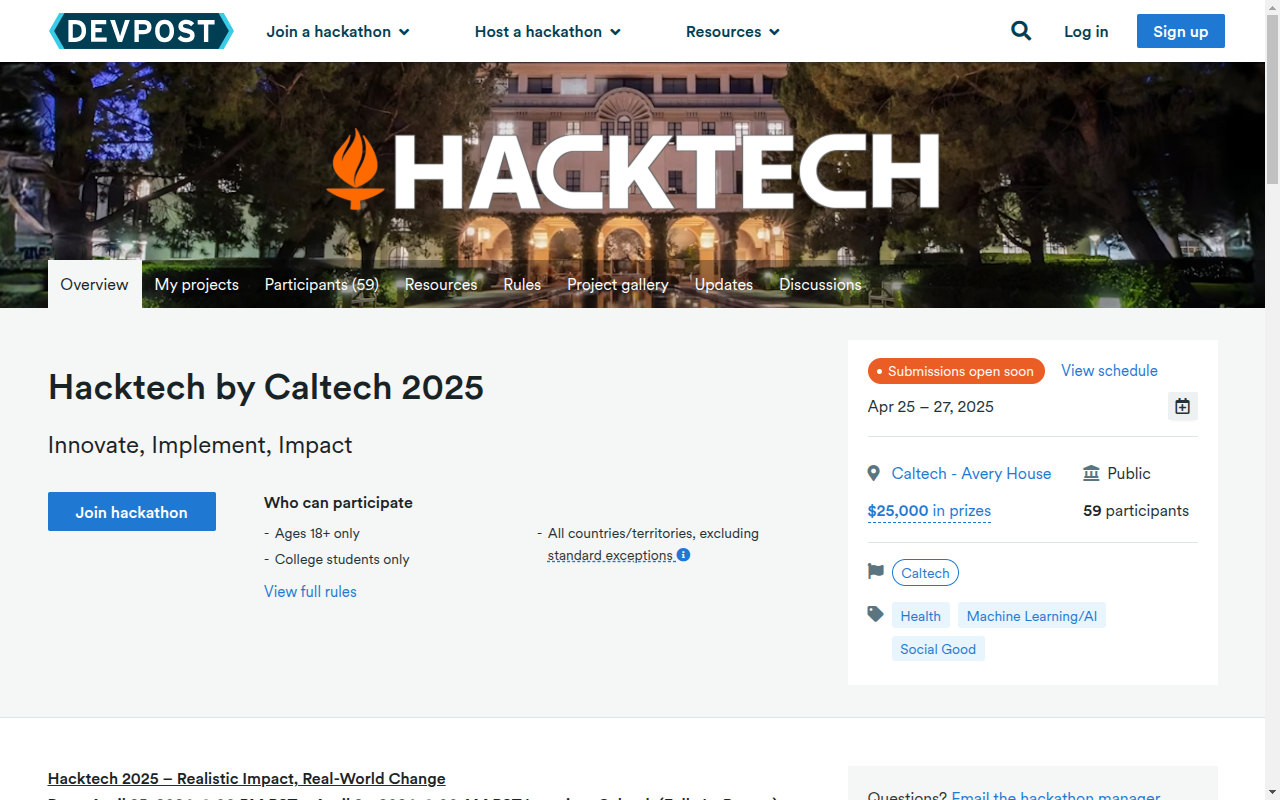 DEVPOST
Join a hackathon
Host a hackathon
Resources
Log in
Sign up
HACKTECH
Overview
My projects
Participants (59)
Resources
Rules
Project gallery
Updates
Discussions
Hacktech by Caltech 2025
Innovate, Implement, Impact
Join hackathon
Who can participate
- Ages 18+ only
- College students only
- All countries/territories, excluding
standard exceptions
View full rules
Submissions open soon
View schedule
Apr 25 – 27, 2025
Caltech - Avery House
Public
$25,000 in prizes
59 participants
Caltech
Health
Machine Learning/AI
Social Good
Hacktech 2025 – Realistic Impact, Real-World Change
Questions? Email the hackathon manager